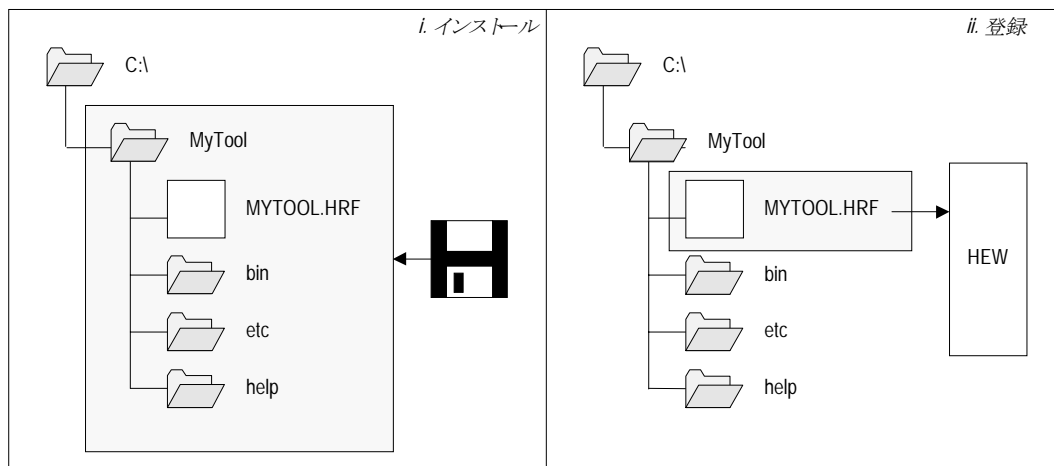 i. インストール
C:\
MyTool
MYTOOL.HRF
bin
etc
help
ii. 登録
C:\
MyTool
MYTOOL.HRF
HEW
bin
etc
help